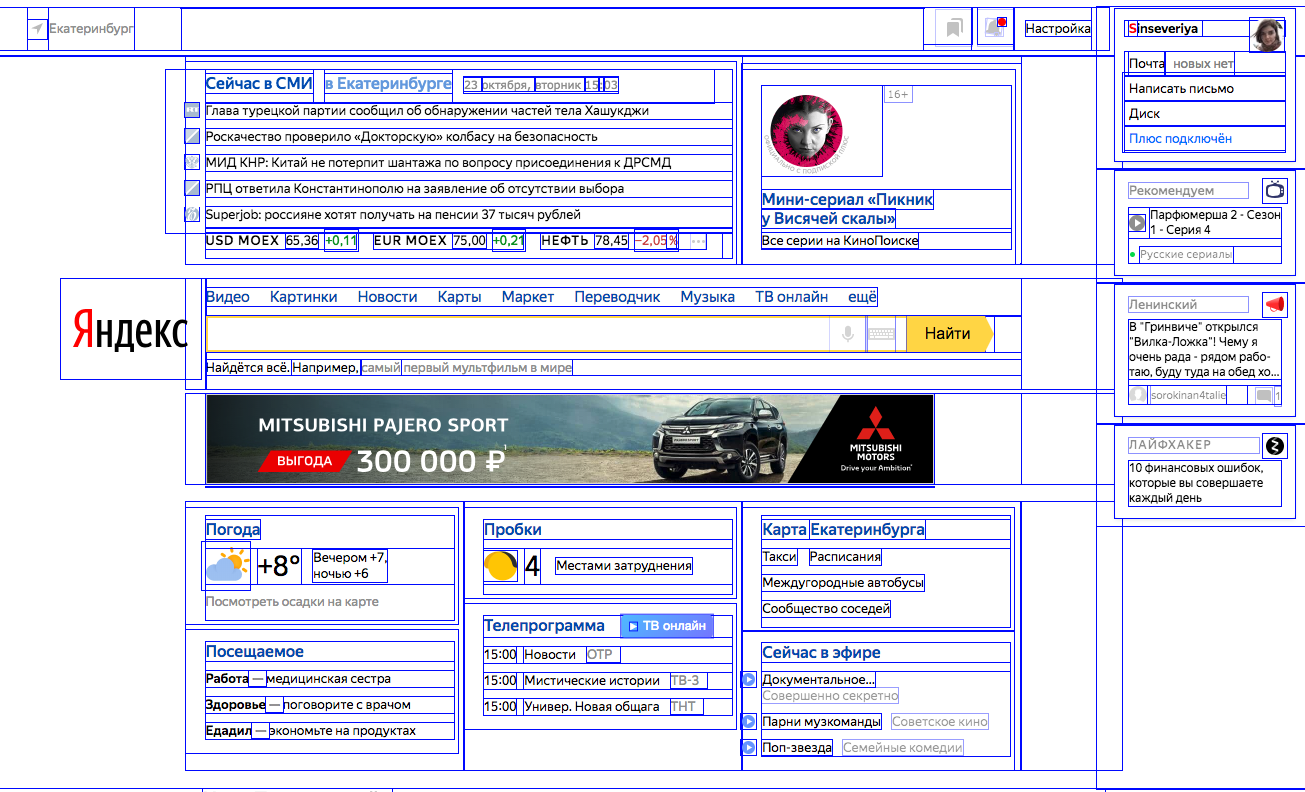 Екатеринбург
Настройка
Сейчас в СМИ в Екатеринбурге 23 октября, вторник 15:03
Глава турецкой партии сообщил об обнаружении частей тела Хашукджи
Роскачество проверило «Докторскую» колбасу на безопасность
МИД КНР: Китай не потерпит шантажа по вопросу присоединения к ДРСМД
РПЦ ответила Константинополю на заявление об отсутствии выбора
Superjob: россияне хотят получать на пенсии 37 тысяч рублей
USD MOEX 65,36 +0,11 EUR MOEX 75,00 +0,21 НЕФТЬ 78,45 −2,05% ...
16+
ОФИЦИАЛЬНО С ПОДПИСКОЙ ПЛЮС
Мини-сериал «Пикник
у Висячей скалы»
Все серии на КиноПоиске
Sinseveriya
Почта новых нет
Написать письмо
Диск
Плюс подключён
Рекомендуем
Парфюмерша 2 - Сезон
1 - Серия 4
Русские сериалы
Яндекс
Видео Картинки Новости Карты Маркет Переводчик Музыка ТВ онлайн ещё
Найти
Найдётся всё. Например, самый первый мультфильм в мире
Ленинский
В "Гринвиче" открылся
"Вилка-Ложка"! Чему я
очень рада - рядом рабо-
таю, буду туда на обед хо...
sorokinan4talie 1
MITSUBISHI PAJERO SPORT
ВЫГОДА 300 000 ₽¹
MITSUBISHI
MOTORS
Drive your Ambition*
ЛАЙФХАКЕР
10 финансовых ошибок,
которые вы совершаете
каждый день
Погода
+8° Вечером +7,
ночью +6
Посмотреть осадки на карте
Пробки
4 Местами затруднения
Карта Екатеринбурга
Такси Расписания
Междугородные автобусы
Сообщество соседей
Посещаемое
Работа — медицинская сестра
Здоровье — поговорите с врачом
Едадил — экономьте на продуктах
Телепрограмма ТВ онлайн
15:00 Новости ОТР
15:00 Мистические истории ТВ-3
15:00 Универ. Новая общага ТНТ
Сейчас в эфире
Документальное...
Совершенно секретно
Парни музкоманды Советское кино
Поп-звезда Семейные комедии